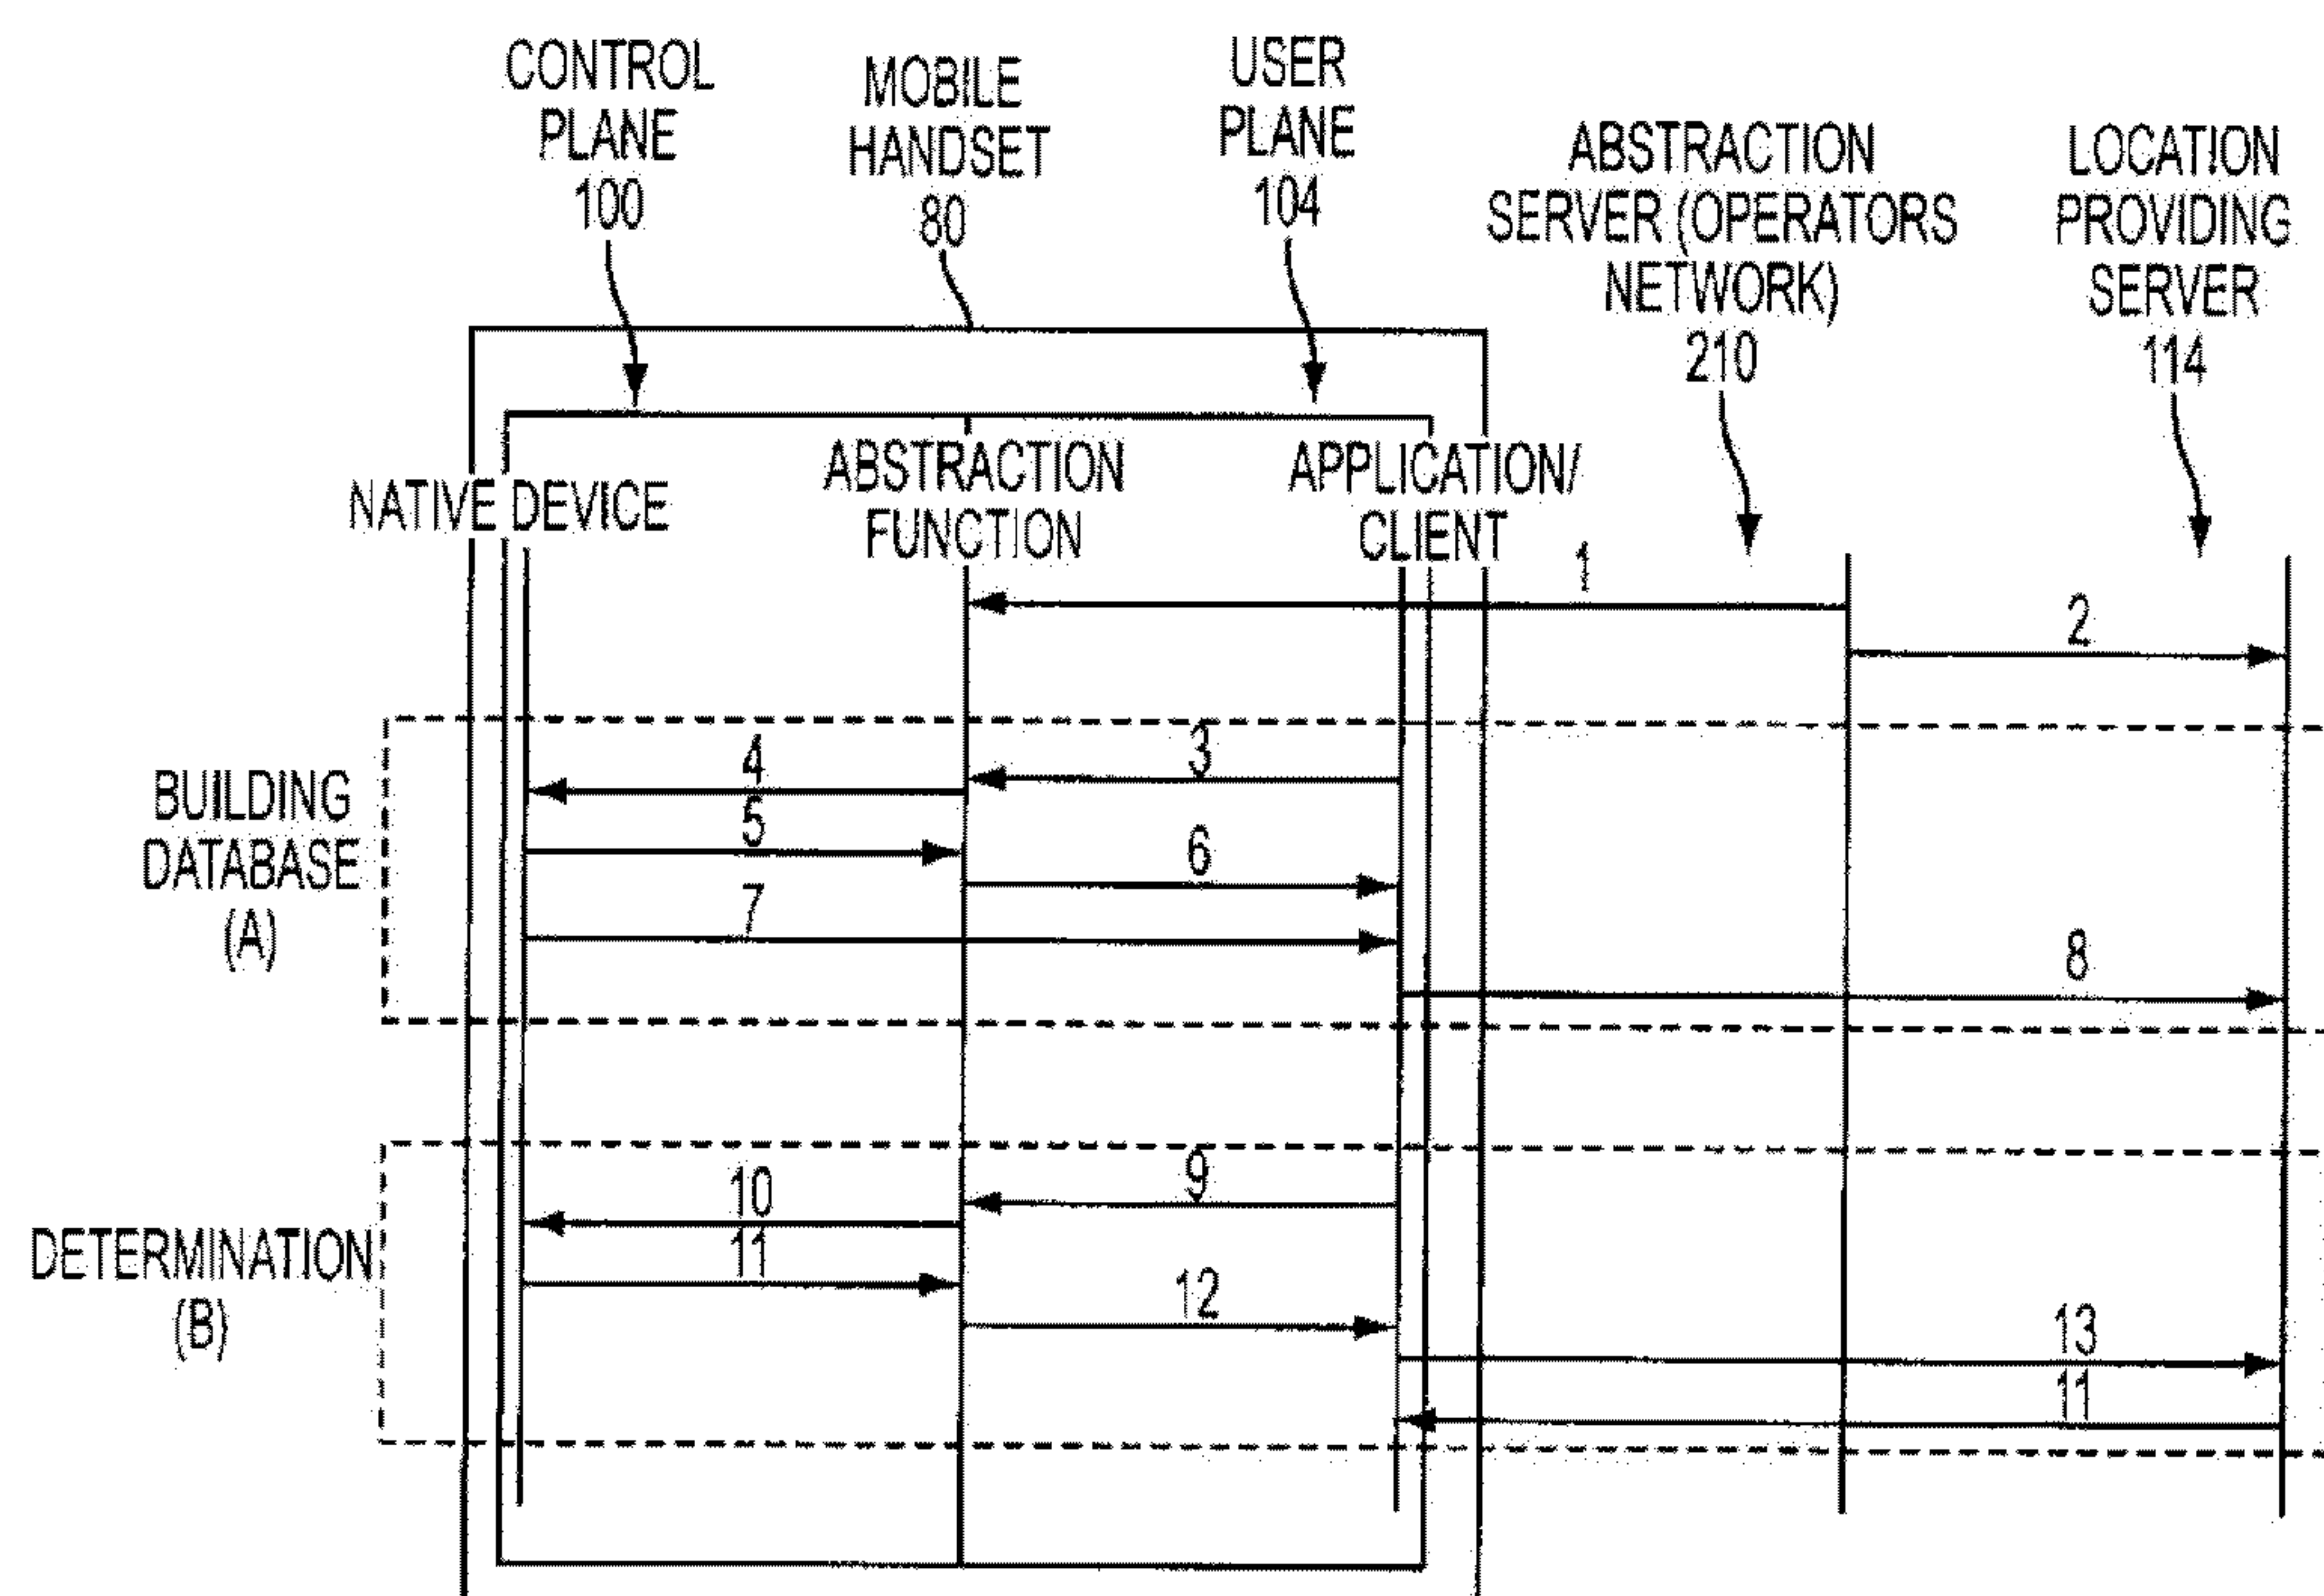 CONTROL
PLANE
100
MOBILE
HANDSET
80
USER
PLANE
104
ABSTRACTION
SERVER (OPERATORS
NETWORK)
210
LOCATION
PROVIDING
SERVER
114
NATIVE DEVICE
ABSTRACTION
FUNCTION
APPLICATION/
CLIENT
1
2
BUILDING
DATABASE
(A)
3
4
5
6
7
8
DETERMINATION
(B)
9
10
11
12
13
11